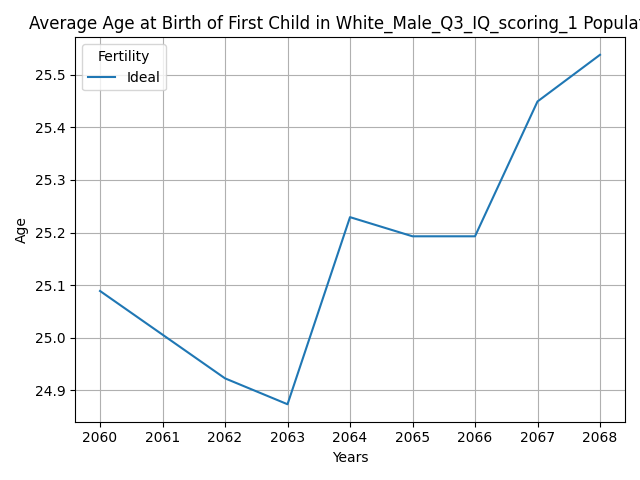 Average Age at Birth of First Child in White_Male_Q3_IQ_scoring_1 Populat
Fertility
Ideal
25.5
25.4
25.3
25.2
25.1
25.0
24.9
Age
2060 2061 2062 2063 2064 2065 2066 2067 2068
Years